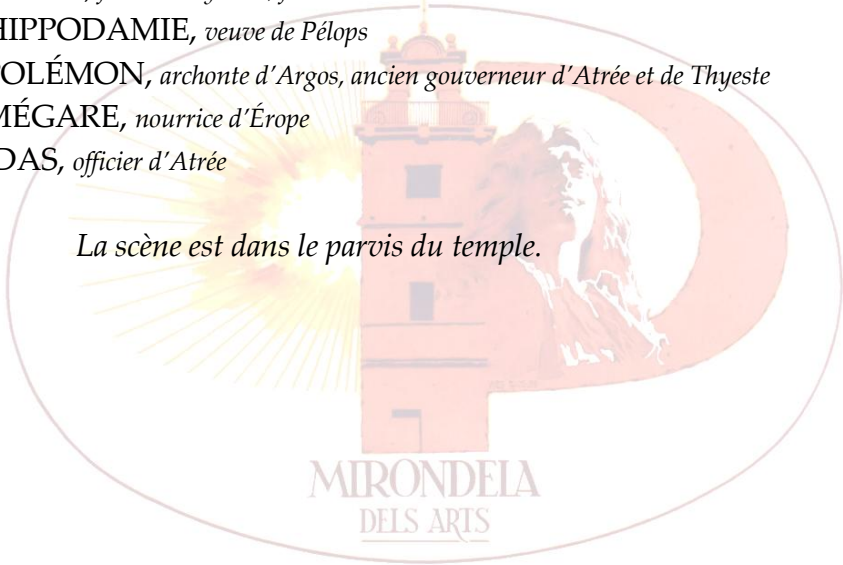 HIPPODAMIE, veuve de Pélops
POLÉMON, archonte d'Argos, ancien gouverneur d'Atrée et de Thyeste
MÉGARE, nourrice d'Érope
IDAS, officier d'Atrée
La scène est dans le parvis du temple.
MIRONDELA
DELS ARTS